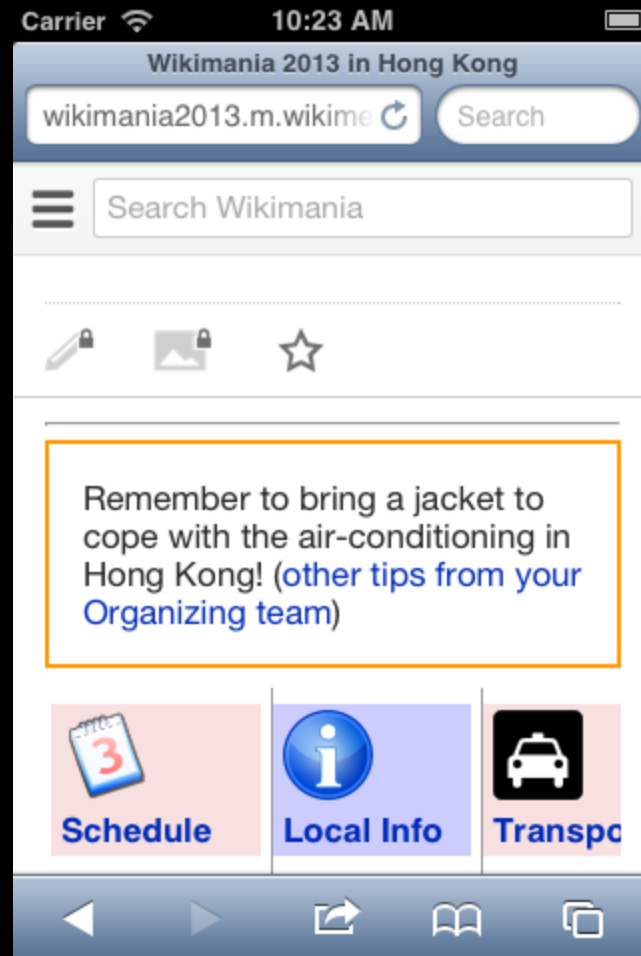 Carrier 10:23 AM
Wikimania 2013 in Hong Kong
wikimania2013.m.wikime Search
Search Wikimania
Remember to bring a jacket to
cope with the air-conditioning in
Hong Kong! (other tips from your
Organizing team)
3
Schedule Local Info Transpo